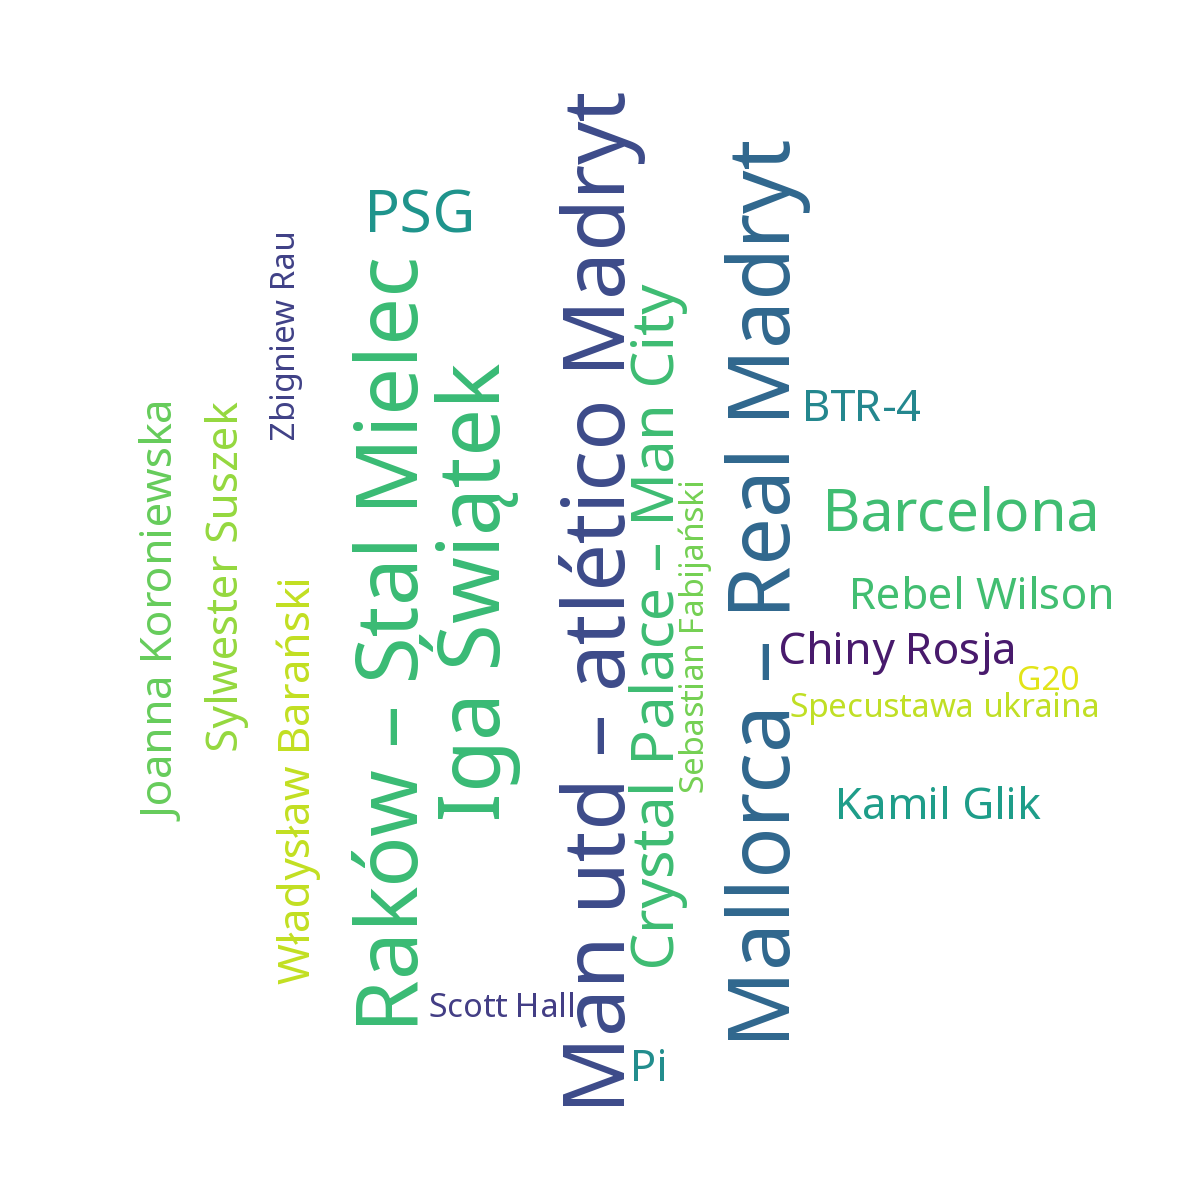 Joanna Koroniewska
Sylwester Suszek
Zbigniew Rau
Władysław Barański
PSG
Raków – Stal Mielec
Iga Świątek
Scott Hall
Man utd – atlético Madryt
Pi
Crystal Palace – Man City
Sebastian Fabijański
Mallorca – Real Madryt
BTR-4
Barcelona
Rebel Wilson
Chiny Rosja
G20
Specustawa ukraina
Kamil Glik